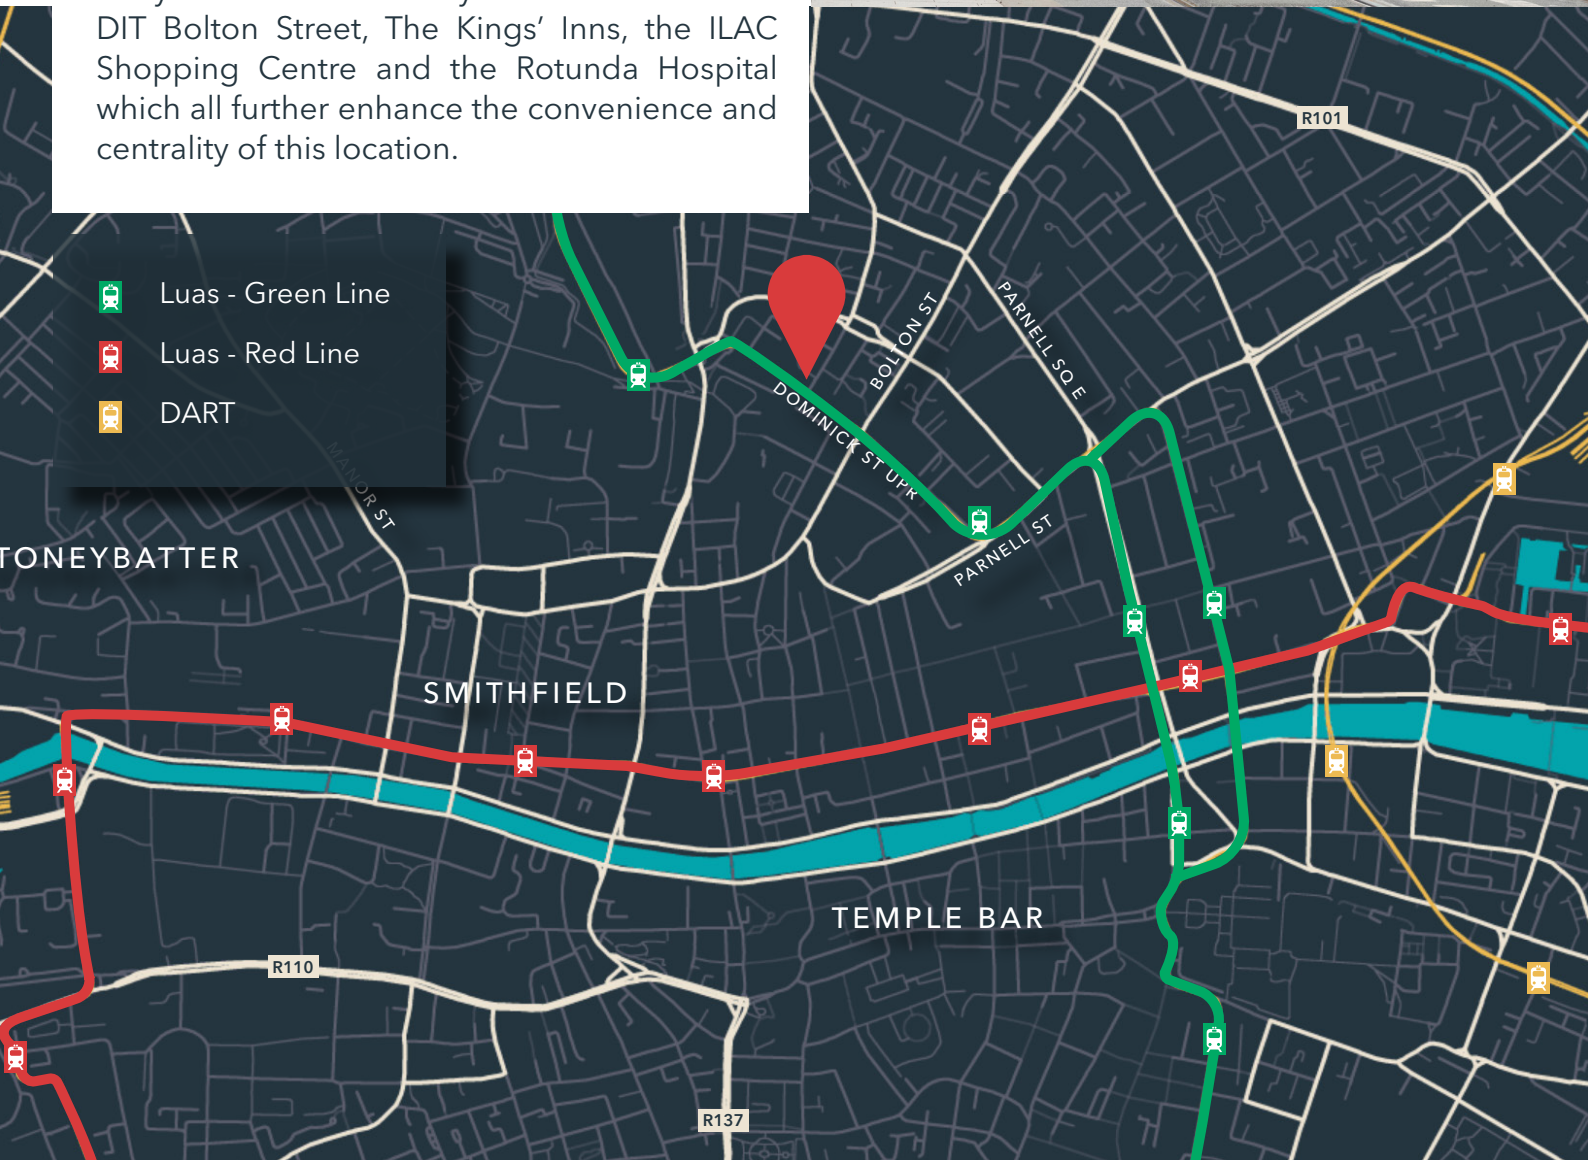 DIT Bolton Street, The Kings’ Inns, the ILAC
Shopping Centre and the Rotunda Hospital
which all further enhance the convenience and
centrality of this location.
R101
Luas - Green Line
Luas - Red Line
DART
BOLTON ST
PARNELL SQ E
DOMINICK ST UPR
MANOR ST
PARNELL ST
TONEYBATTER
SMITHFIELD
TEMPLE BAR
R110
R137